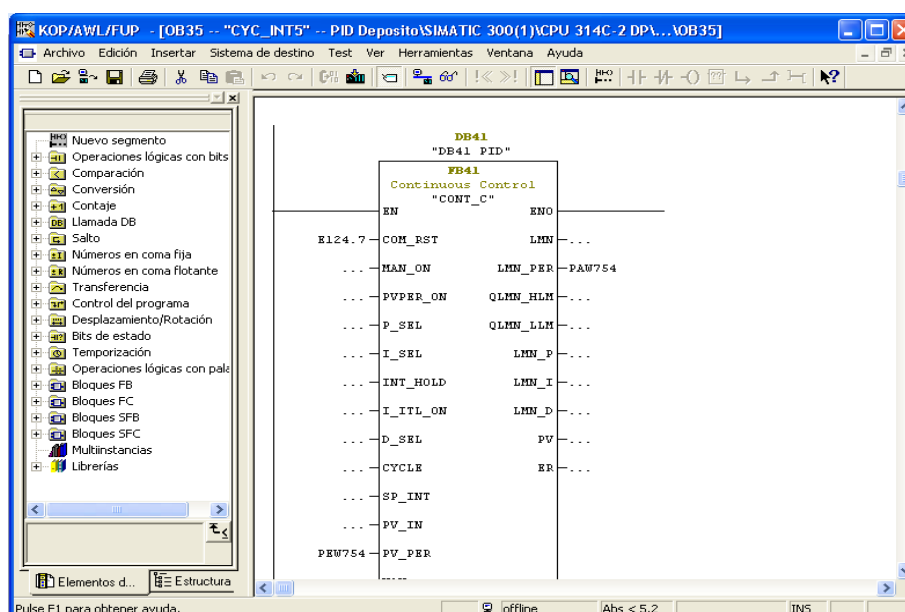 KOP/AWL/FUP - [OB35 -- "CYC_INT5" -- PID Deposito\SIMATIC 300(1)\CPU 314C-2 DP\...\OB35]
Archivo Edición Insertar Sistema de destino Test Ver Herramientas Ventana Ayuda
Nuevo segmento
Operaciones lógicas con bits
Comparación
Conversión
Contaje
Llamada DB
Salto
Números en coma fija
Números en coma flotante
Transferencia
Control del programa
Desplazamiento/Rotación
Bits de estado
Temporización
Operaciones lógicas con pala
Bloques FB
Bloques FC
Bloques SFB
Bloques SFC
Multiinstancias
Librerías
Elementos d... Estructura
DB41
"DB41 PID"
FB41
Continuous Control
"CONT_C"
EN ENO
E124.7 COM_RST LMN ...
... MAN_ON LMN_PER PAW754
... PVPER_ON QLMN_HLM ...
... P_SEL QLMN_LLM ...
... I_SEL LMN_P ...
... INT_HOLD LMN_I ...
... I_ITL_ON LMN_D ...
... D_SEL PV ...
... CYCLE ER ...
... SP_INT
... PV_IN
PEW754 PV_PER
Pulse F1 para obtener ayuda. offline Abs < 5.2 INS